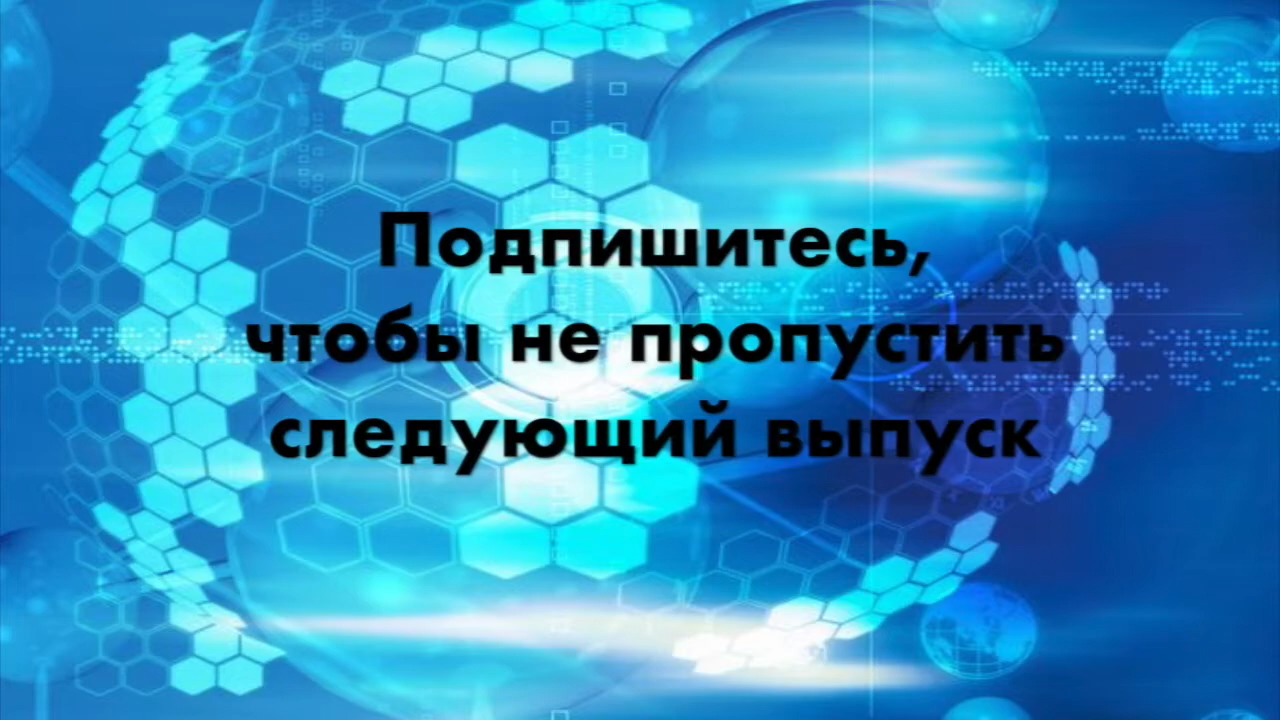 Подпишитесь,
чтобы не пропустить
следующий выпуск